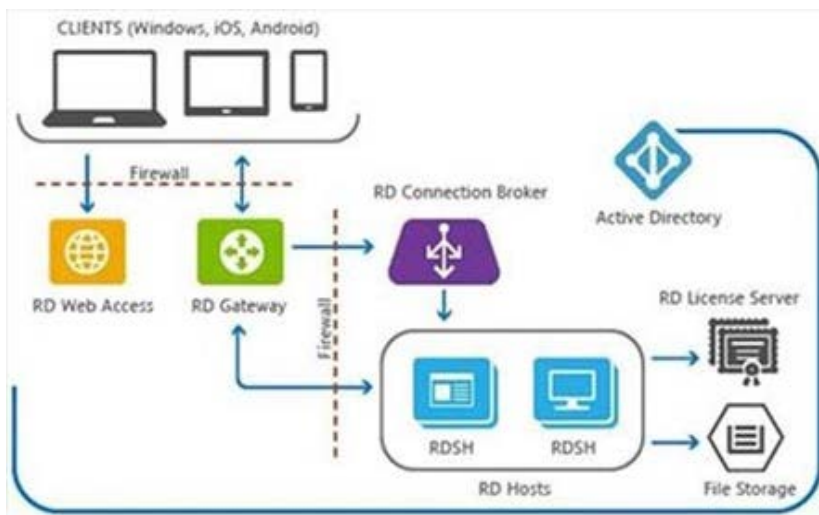 CLIENTS (Windows, iOS, Android)
Firewall
RD Connection Broker
Active Directory
RD Web Access
RD Gateway
RD License Server
Firewall
RDSH
RDSH
RD Hosts
File Storage